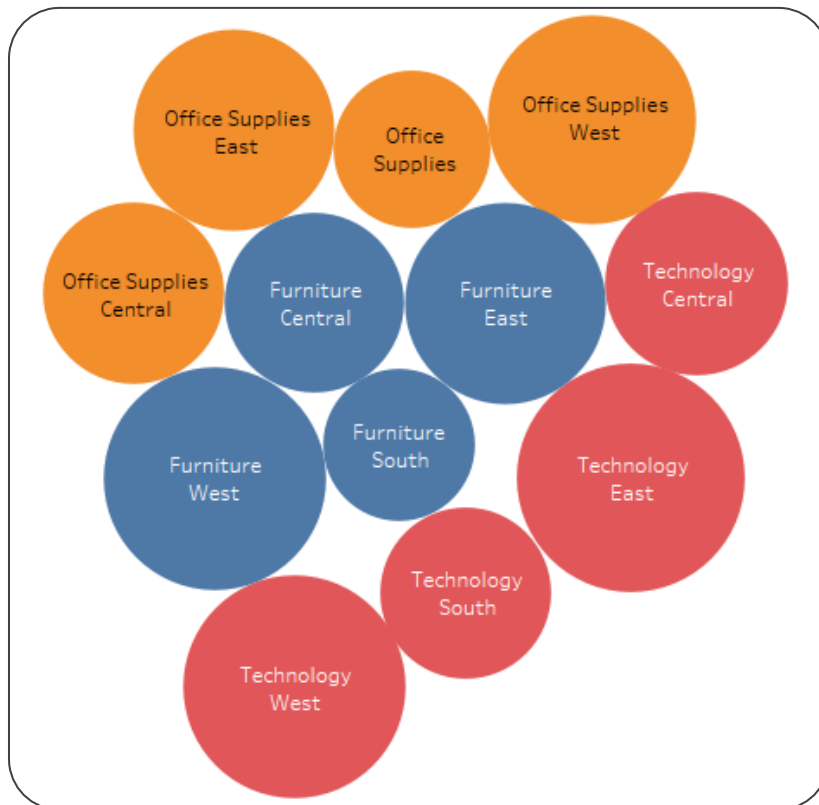 Office Supplies
East
Office
Supplies
Office Supplies
West
Office Supplies
Central
Furniture
Central
Furniture
East
Technology
Central
Furniture
West
Furniture
South
Technology
East
Technology
South
Technology
West